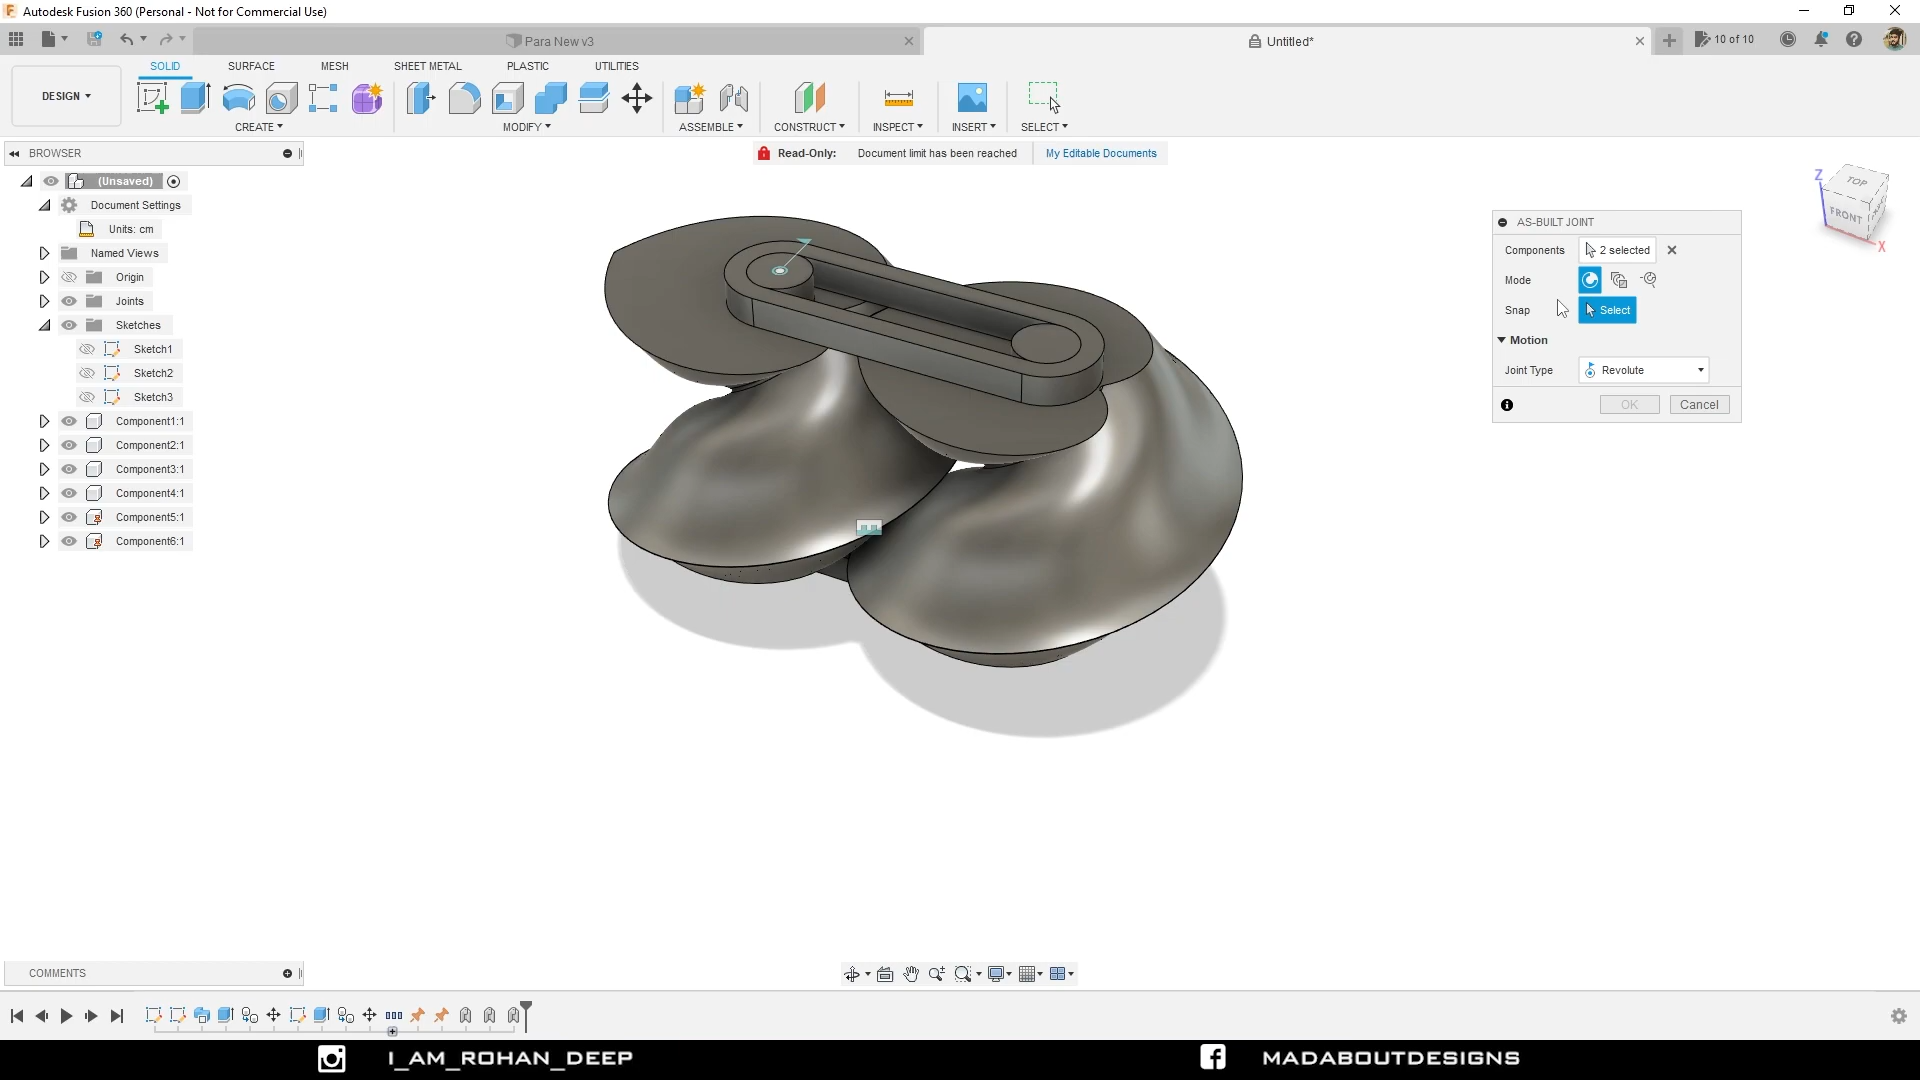 Autodesk Fusion 360 (Personal - Not for Commercial Use)
Para New v3
Untitled*
10 of 10
DESIGN
SOLID
SURFACE
MESH
SHEET METAL
PLASTIC
UTILITIES
CREATE
MODIFY
ASSEMBLE
CONSTRUCT
INSPECT
INSERT
SELECT
BROWSER
Read-Only: Document limit has been reached
My Editable Documents
(Unsaved)
Document Settings
Units: cm
Named Views
Origin
Joints
Sketches
Sketch1
Sketch2
Sketch3
Component1:1
Component2:1
Component3:1
Component4:1
Component5:1
Component6:1
TOP
FRONT
Z
X
AS-BUILT JOINT
Components
2 selected
Mode
Snap
Select
Motion
Joint Type
Revolute
OK
Cancel
COMMENTS
I_AM_ROHAN_DEEP
MADABOUTDESIGNS